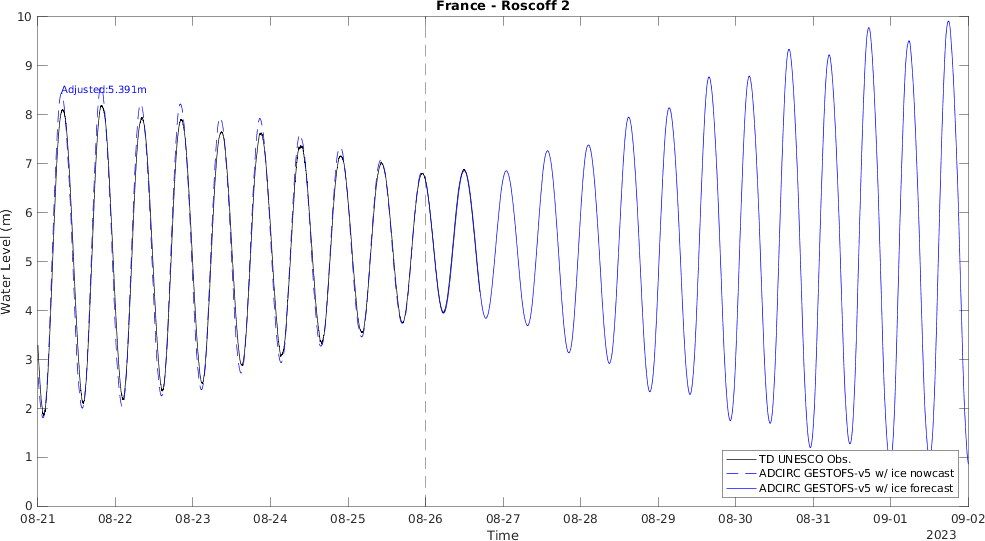 France - Roscoff 2
Adjusted:5.391m
Water Level (m)
10
9
8
7
6
5
4
3
2
1
0
08-21 08-22 08-23 08-24 08-25 08-26 08-27 08-28 08-29 08-30 08-31 09-01 09-02
Time
2023
TD UNESCO Obs.
ADCIRC GESTOFS-v5 w/ ice nowcast
ADCIRC GESTOFS-v5 w/ ice forecast